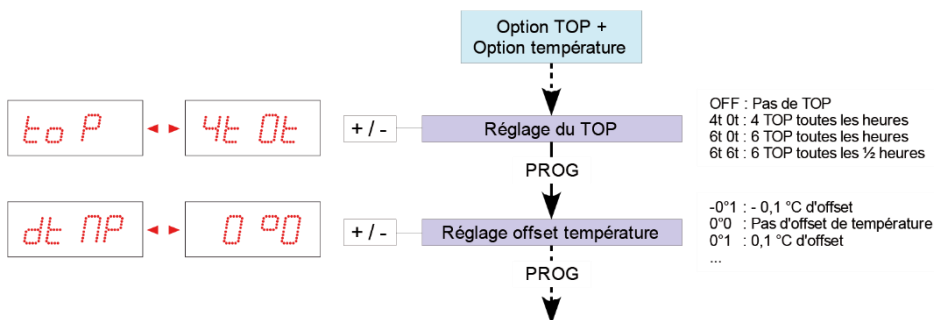 Option TOP +
Option température
to P
4t 0t
+ / -
Réglage du TOP
OFF : Pas de TOP
4t 0t : 4 TOP toutes les heures
6t 0t : 6 TOP toutes les heures
6t 6t : 6 TOP toutes les ½ heures
PROG
dt MP
0 °0
+ / -
Réglage offset température
-0°1 : - 0,1 °C d'offset
0°0 : Pas d'offset de température
0°1 : 0,1 °C d'offset
...
PROG